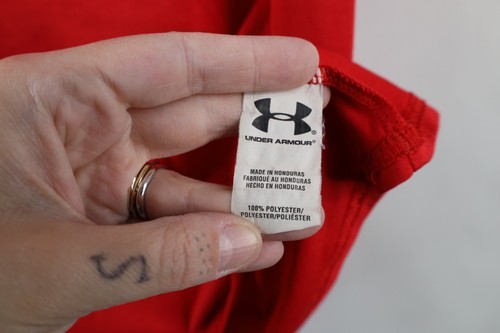 UNDER ARMOUR®
MADE IN HONDURAS
FABRIQUÉ AU HONDURAS
HECHO EN HONDURAS
100% POLYESTER/
POLYESTER/POLIÉSTER
S